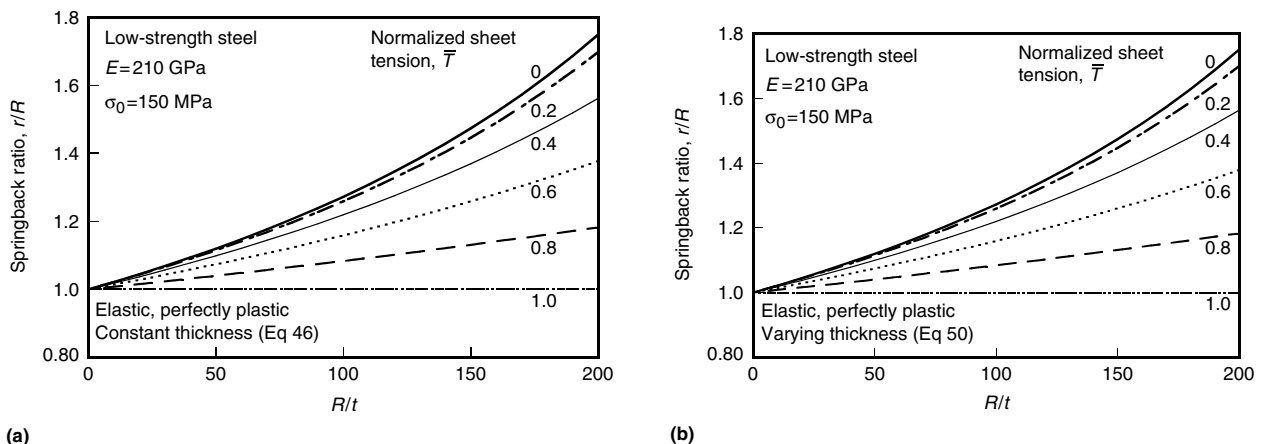 1.8
1.6
1.4
1.2
1.0
0.80
Springback ratio, r/R
Low-strength steel
E=210 GPa
σ0=150 MPa
Normalized sheet
tension, T̅
0
0.2
0.4
0.6
0.8
1.0
Elastic, perfectly plastic
Constant thickness (Eq 46)
0 50 100 150 200
R/t
(a)
1.8
1.6
1.4
1.2
1.0
0.80
Springback ratio, r/R
Low-strength steel
E=210 GPa
σ0=150 MPa
Normalized sheet
tension, T̅
0
0.2
0.4
0.6
0.8
1.0
Elastic, perfectly plastic
Varying thickness (Eq 50)
0 50 100 150 200
R/t
(b)